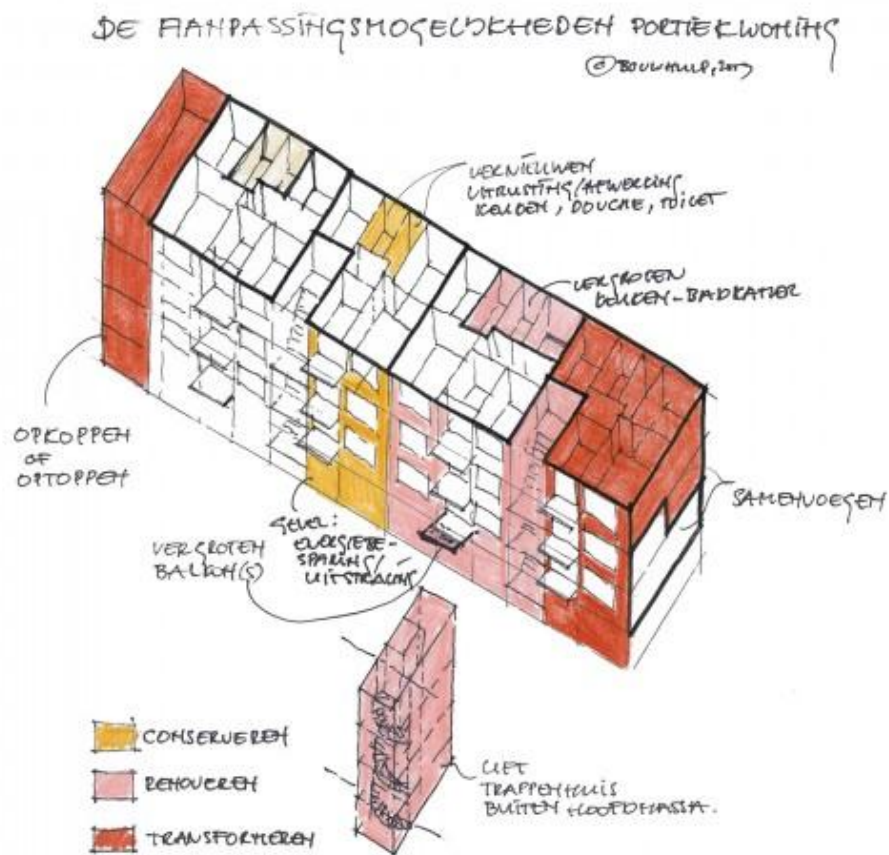 DE AANPASSINGSMOGELIJKHEDEN PORTIEKWONING
© BOUWHULP, 2009
VERNIEUWEN
UITRUSTING/AFWERKING
KEUKEN, DOUCHE, TOILET
VERGROTEN
KEUKEN-BADKAMER
OPKOPPEN
OF
OPTOPPEN
SAMENVOEGEN
VERGROTEN
BALKON(S)
GEVEL:
ENERGIEBE-
SPARING/
UITSTRALING
CONSERVEREN
RENOVEREN
TRANSFORMEREN
LIFT
TRAPPENHUIS
BUITEN HOOFDMASSA.